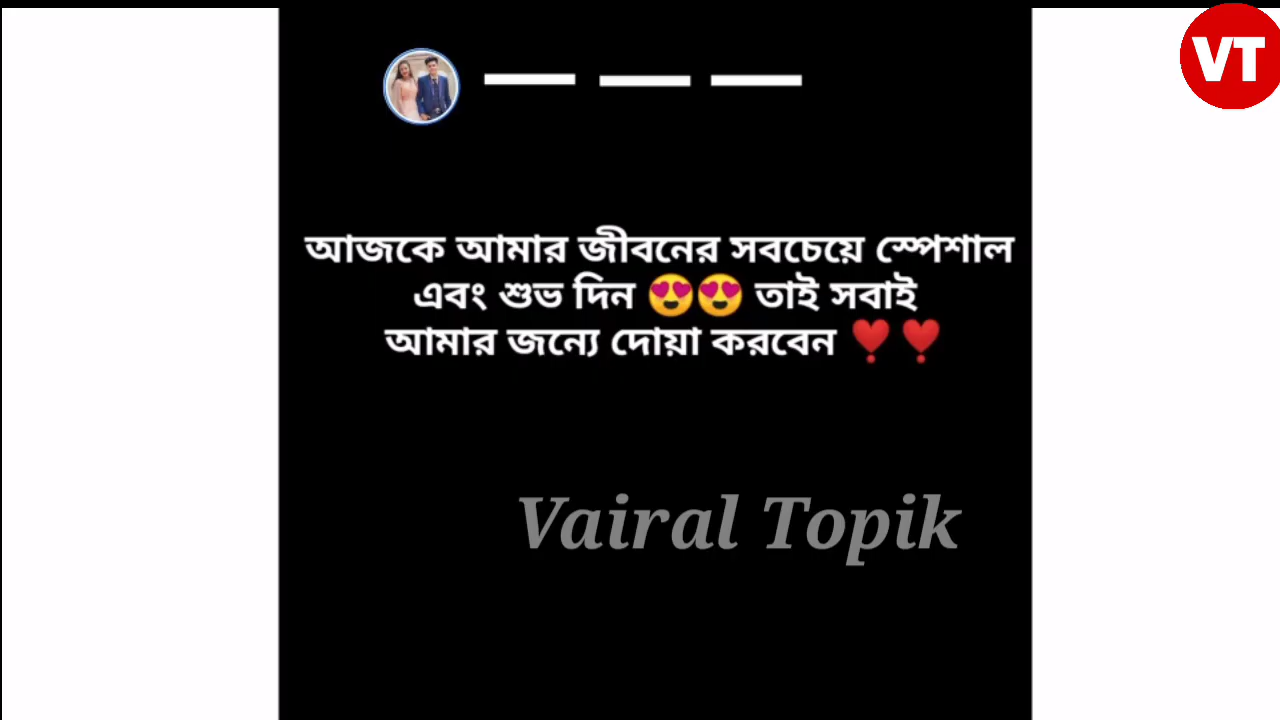 VT
আজকে আমার জীবনের সবচেয়ে স্পেশাল
এবং শুভ দিন 😍😍 তাই সবাই
আমার জন্যে দোয়া করবেন ❣️❣️
Vairal Topik